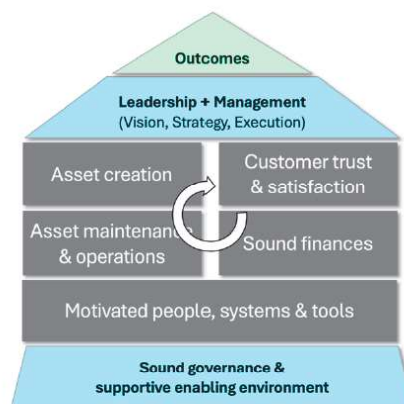 Outcomes
Leadership + Management
(Vision, Strategy, Execution)
Asset creation
Customer trust
& satisfaction
Asset maintenance
& operations
Sound finances
Motivated people, systems & tools
Sound governance &
supportive enabling environment